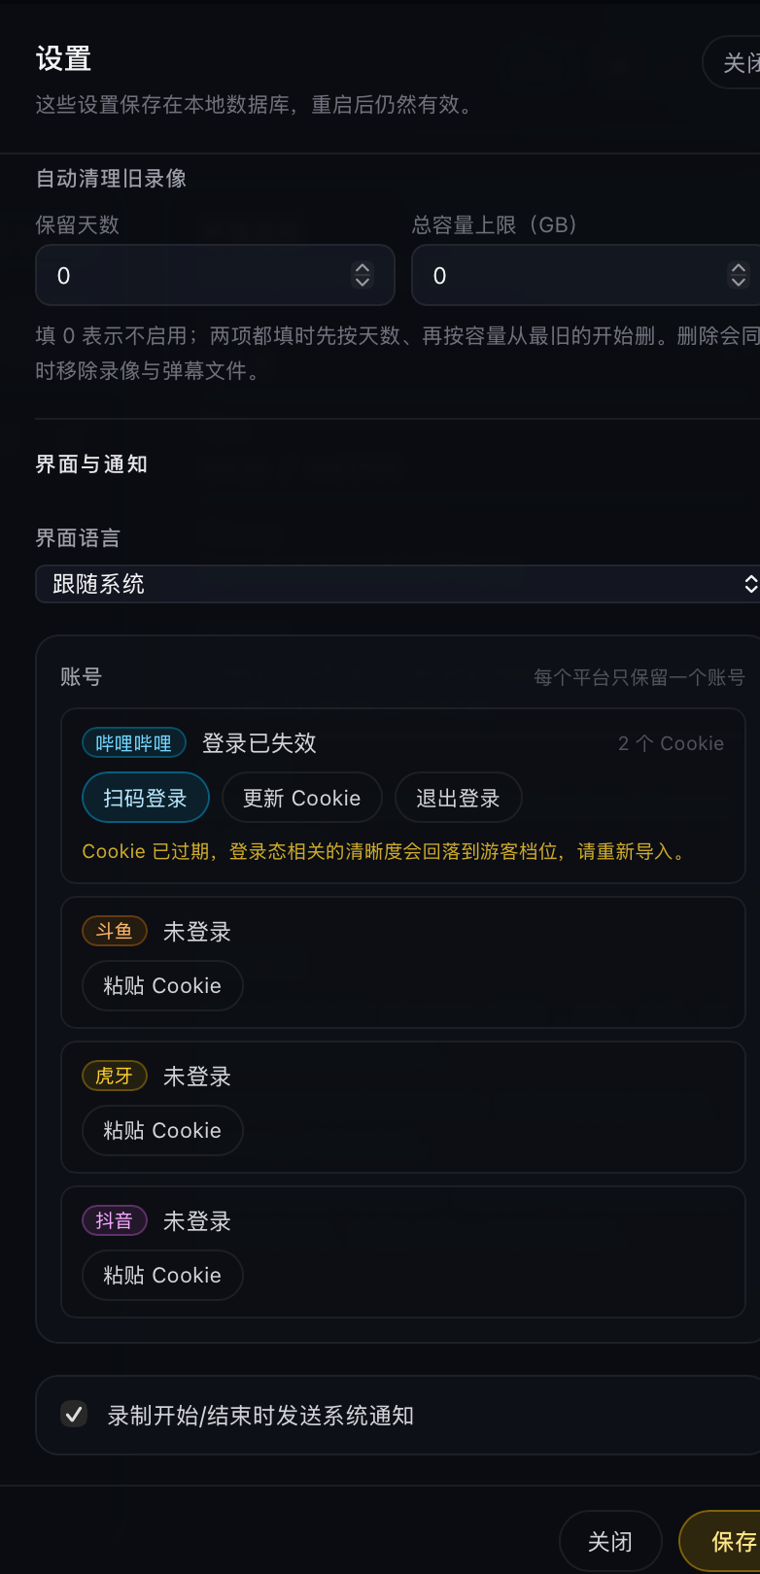 设置
关闭
这些设置保存在本地数据库，重启后仍然有效。
自动清理旧录像
保留天数
总容量上限（GB）
0
0
填 0 表示不启用；两项都填时先按天数、再按容量从最旧的开始删。删除会同
时移除录像与弹幕文件。
界面与通知
界面语言
跟随系统
账号
每个平台只保留一个账号
哔哩哔哩 登录已失效
2 个 Cookie
扫码登录 更新 Cookie 退出登录
Cookie 已过期，登录态相关的清晰度会回落到游客档位，请重新导入。
斗鱼 未登录
粘贴 Cookie
虎牙 未登录
粘贴 Cookie
抖音 未登录
粘贴 Cookie
录制开始/结束时发送系统通知
关闭 保存